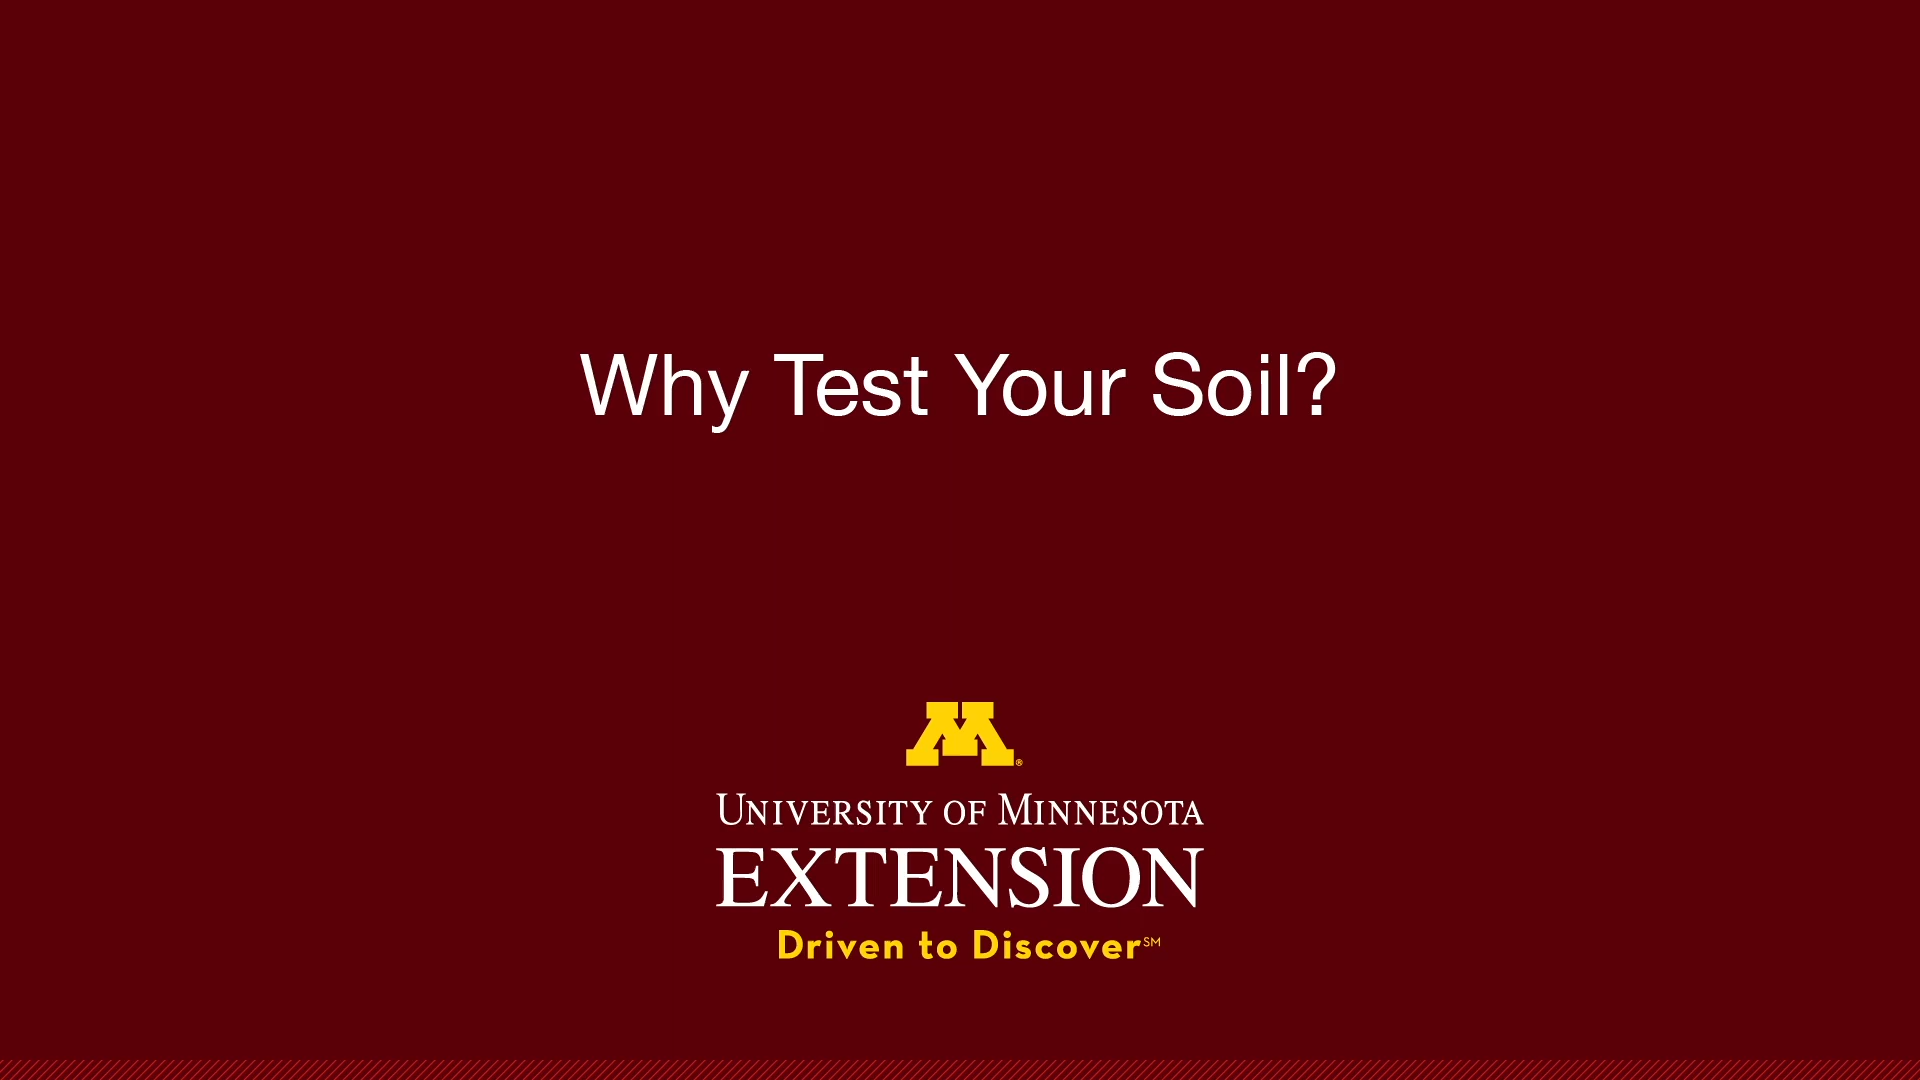 Why Test Your Soil?
M®
UNIVERSITY OF MINNESOTA
EXTENSION
Driven to Discover℠